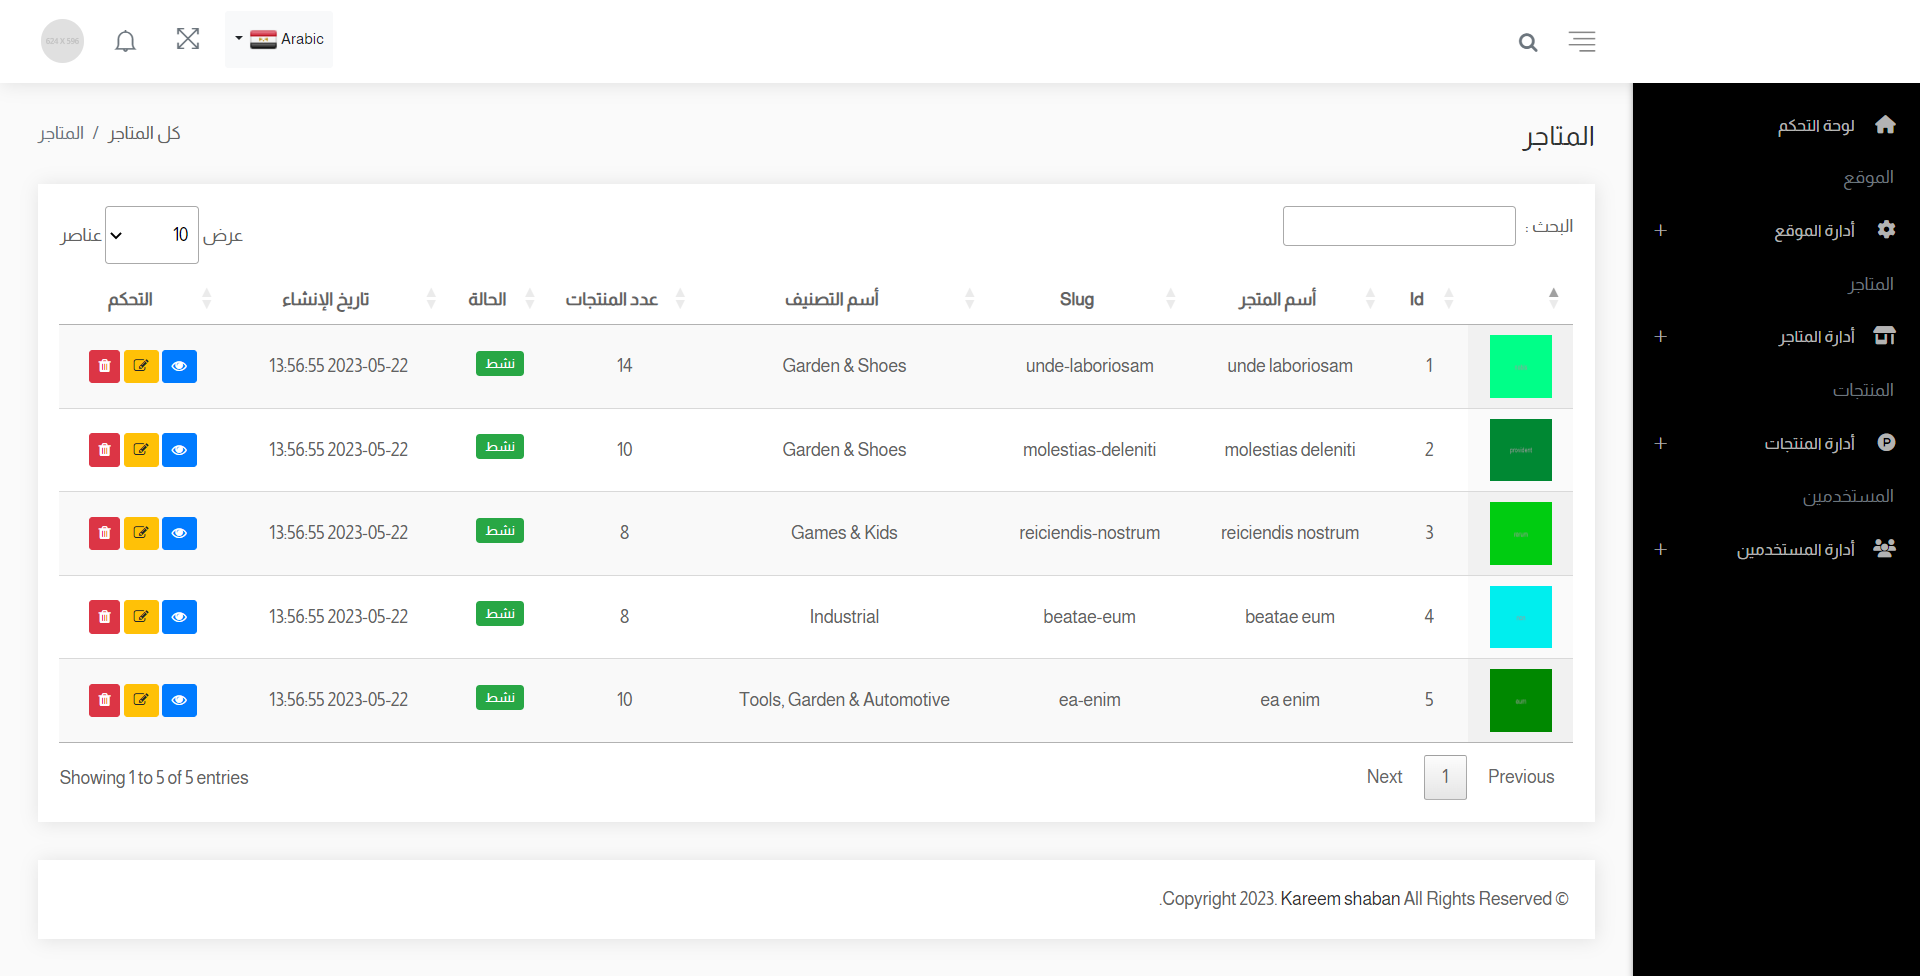 Arabic
624 X 596
لوحة التحكم
الموقع
أدارة الموقع
المتاجر
أدارة المتاجر
المنتجات
أدارة المنتجات
المستخدمين
أدارة المستخدمين
المتاجر
المتاجر / كل المتاجر
البحث :
عرض 10 عناصر
Id أسم المتجر Slug أسم التصنيف عدد المنتجات الحالة تاريخ الإنشاء التحكم
1 unde laboriosam unde-laboriosam Garden & Shoes 14 نشط 2023-05-22 13:56:55
provident 2 molestias deleniti molestias-deleniti Garden & Shoes 10 نشط 2023-05-22 13:56:55
3 reiciendis nostrum reiciendis-nostrum Games & Kids 8 نشط 2023-05-22 13:56:55
4 beatae eum beatae-eum Industrial 8 نشط 2023-05-22 13:56:55
5 ea enim ea-enim Tools, Garden & Automotive 10 نشط 2023-05-22 13:56:55
Previous 1 Next
Showing 1 to 5 of 5 entries
.Copyright 2023. Kareem shaban All Rights Reserved ©